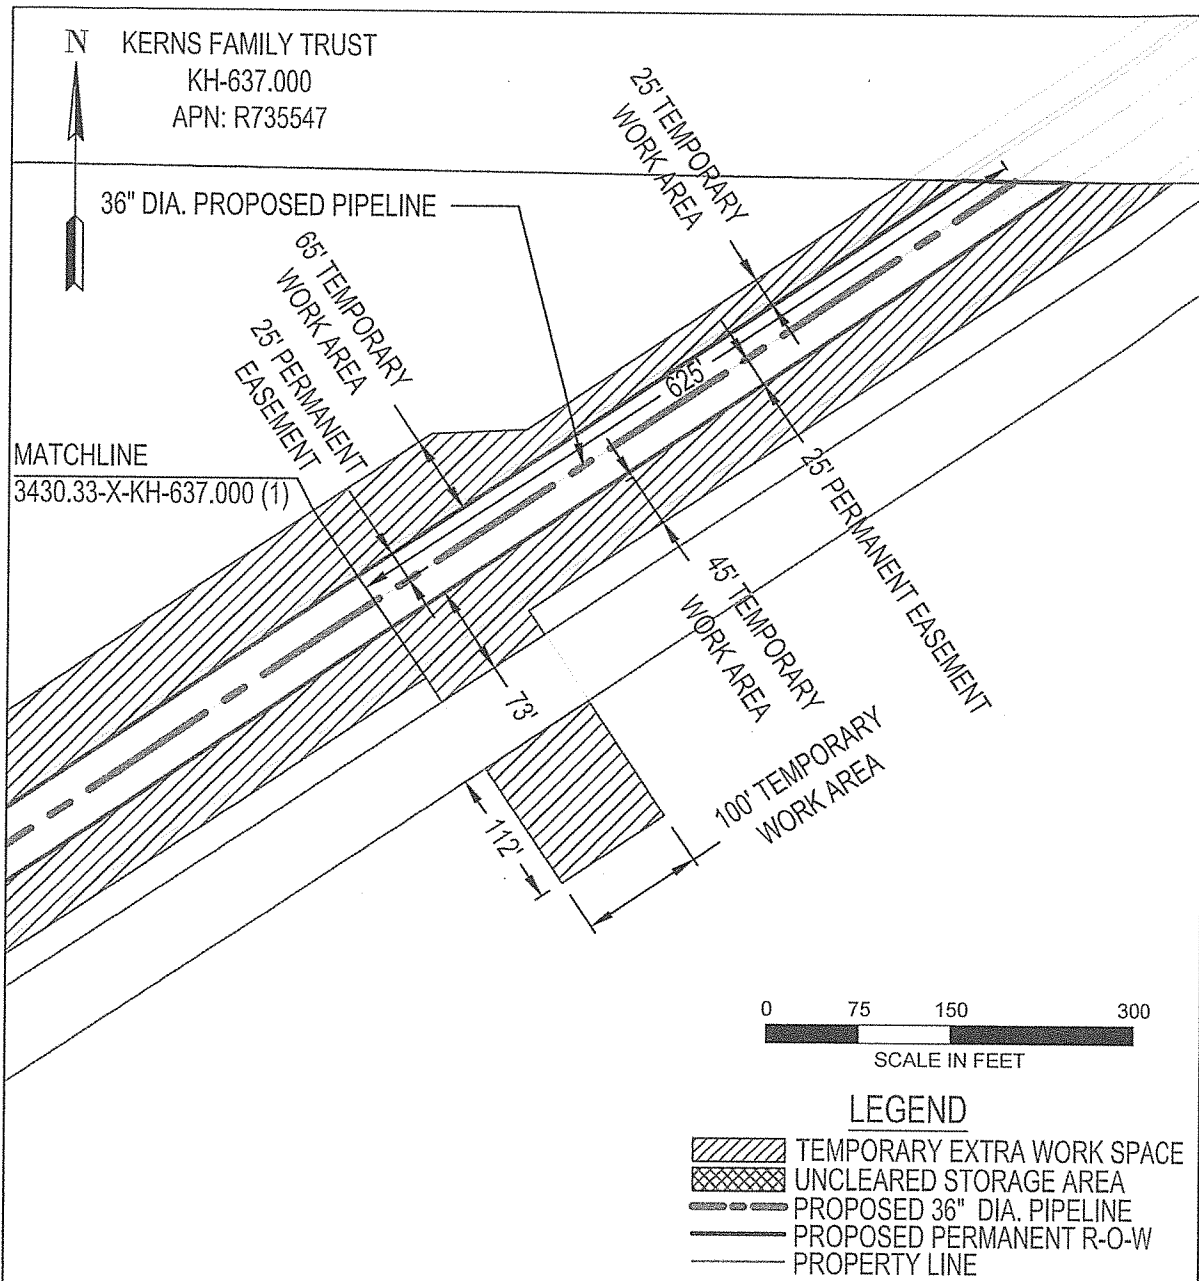 N
KERNS FAMILY TRUST
KH-637.000
APN: R735547
36" DIA. PROPOSED PIPELINE
25' TEMPORARY
WORK AREA
65' TEMPORARY
WORK AREA
25' PERMANENT
EASEMENT
625'
MATCHLINE
3430.33-X-KH-637.000 (1)
25' PERMANENT EASEMENT
45' TEMPORARY
WORK AREA
73'
100' TEMPORARY
WORK AREA
112'
0 75 150 300
SCALE IN FEET
LEGEND
TEMPORARY EXTRA WORK SPACE
UNCLEARED STORAGE AREA
PROPOSED 36" DIA. PIPELINE
PROPOSED PERMANENT R-O-W
PROPERTY LINE